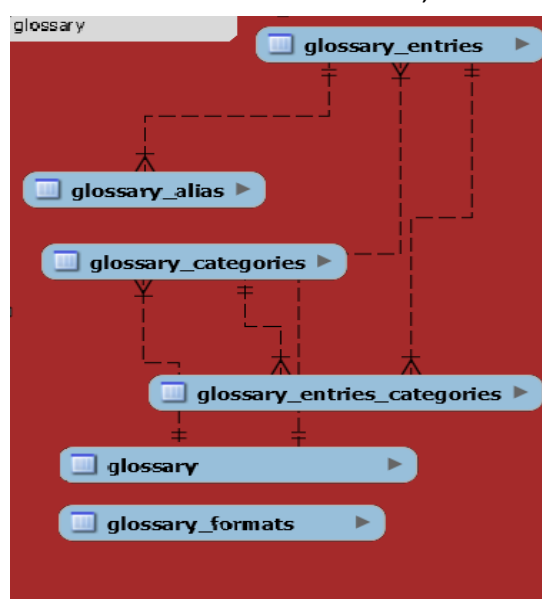 glossary
glossary_entries
glossary_alias
glossary_categories
glossary_entries_categories
glossary
glossary_formats